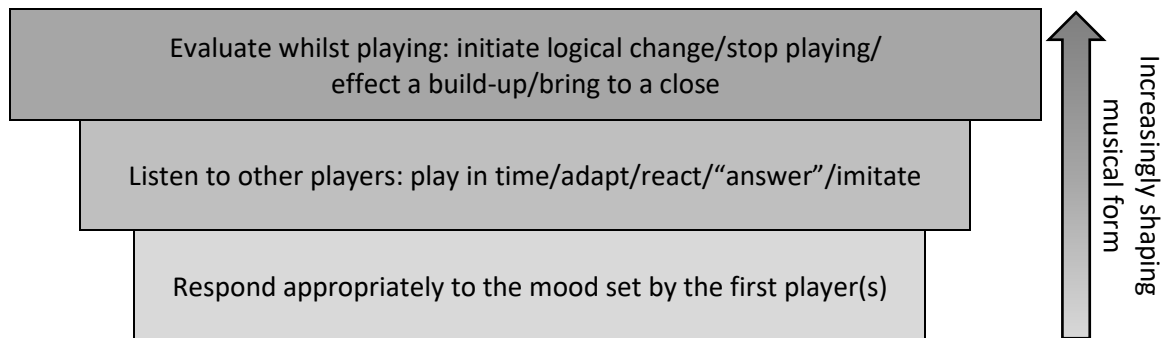 Evaluate whilst playing: initiate logical change/stop playing/
effect a build-up/bring to a close
Listen to other players: play in time/adapt/react/“answer”/imitate
Respond appropriately to the mood set by the first player(s)
Increasingly shaping
musical form